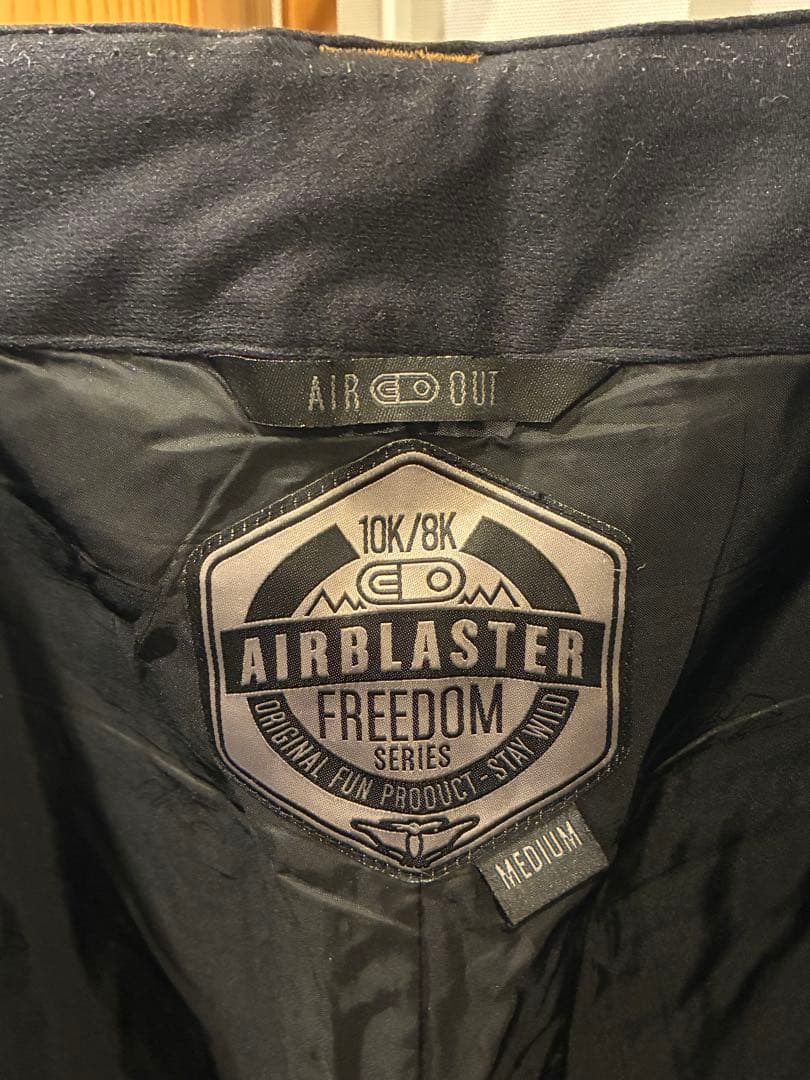 AIR OUT
10K/8K
AIRBLASTER
FREEDOM
SERIES
ORIGINAL FUN PRODUCT - STAY WILD
MEDIUM